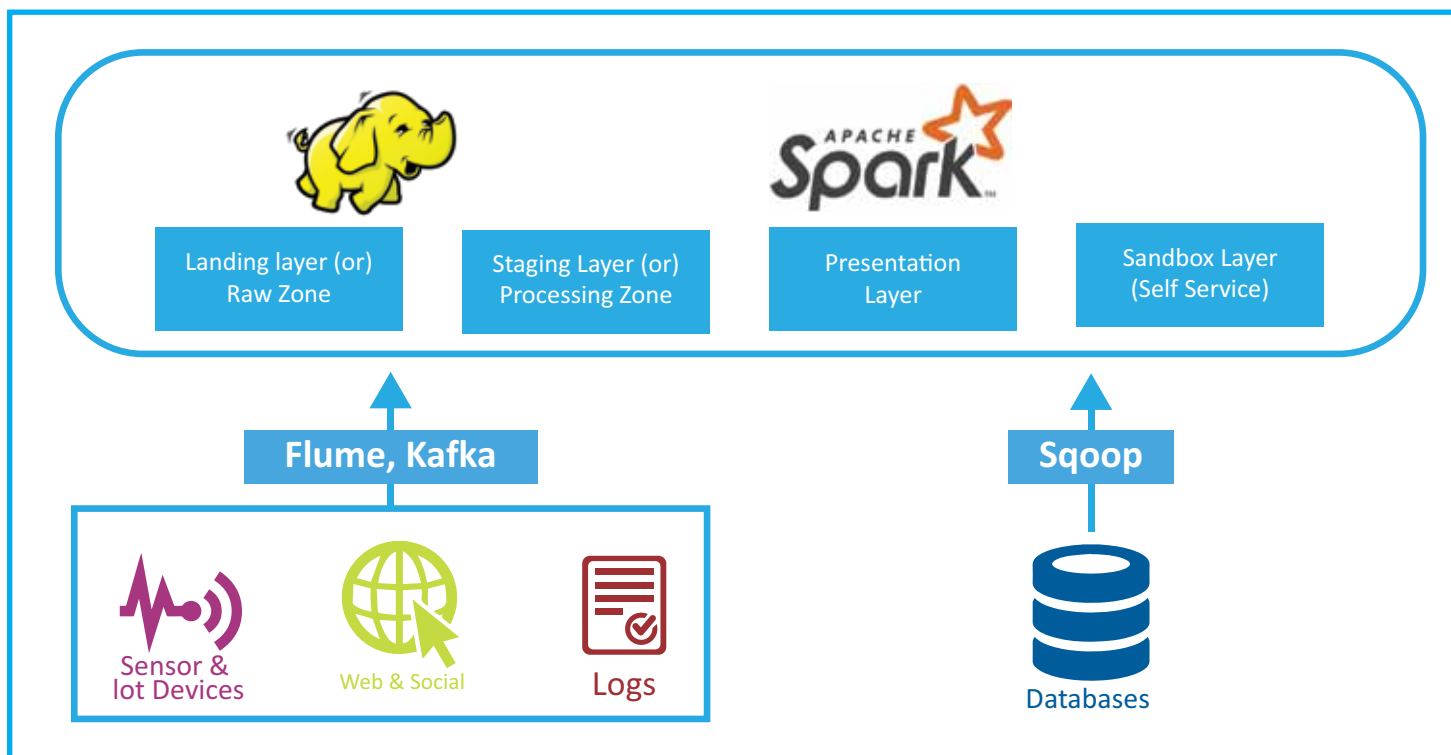 APACHE
Spark
TM
Landing layer (or)
Raw Zone
Staging Layer (or)
Processing Zone
Presentation
Layer
Sandbox Layer
(Self Service)
Flume, Kafka
Sqoop
Sensor &
Iot Devices
Web & Social
Logs
Databases